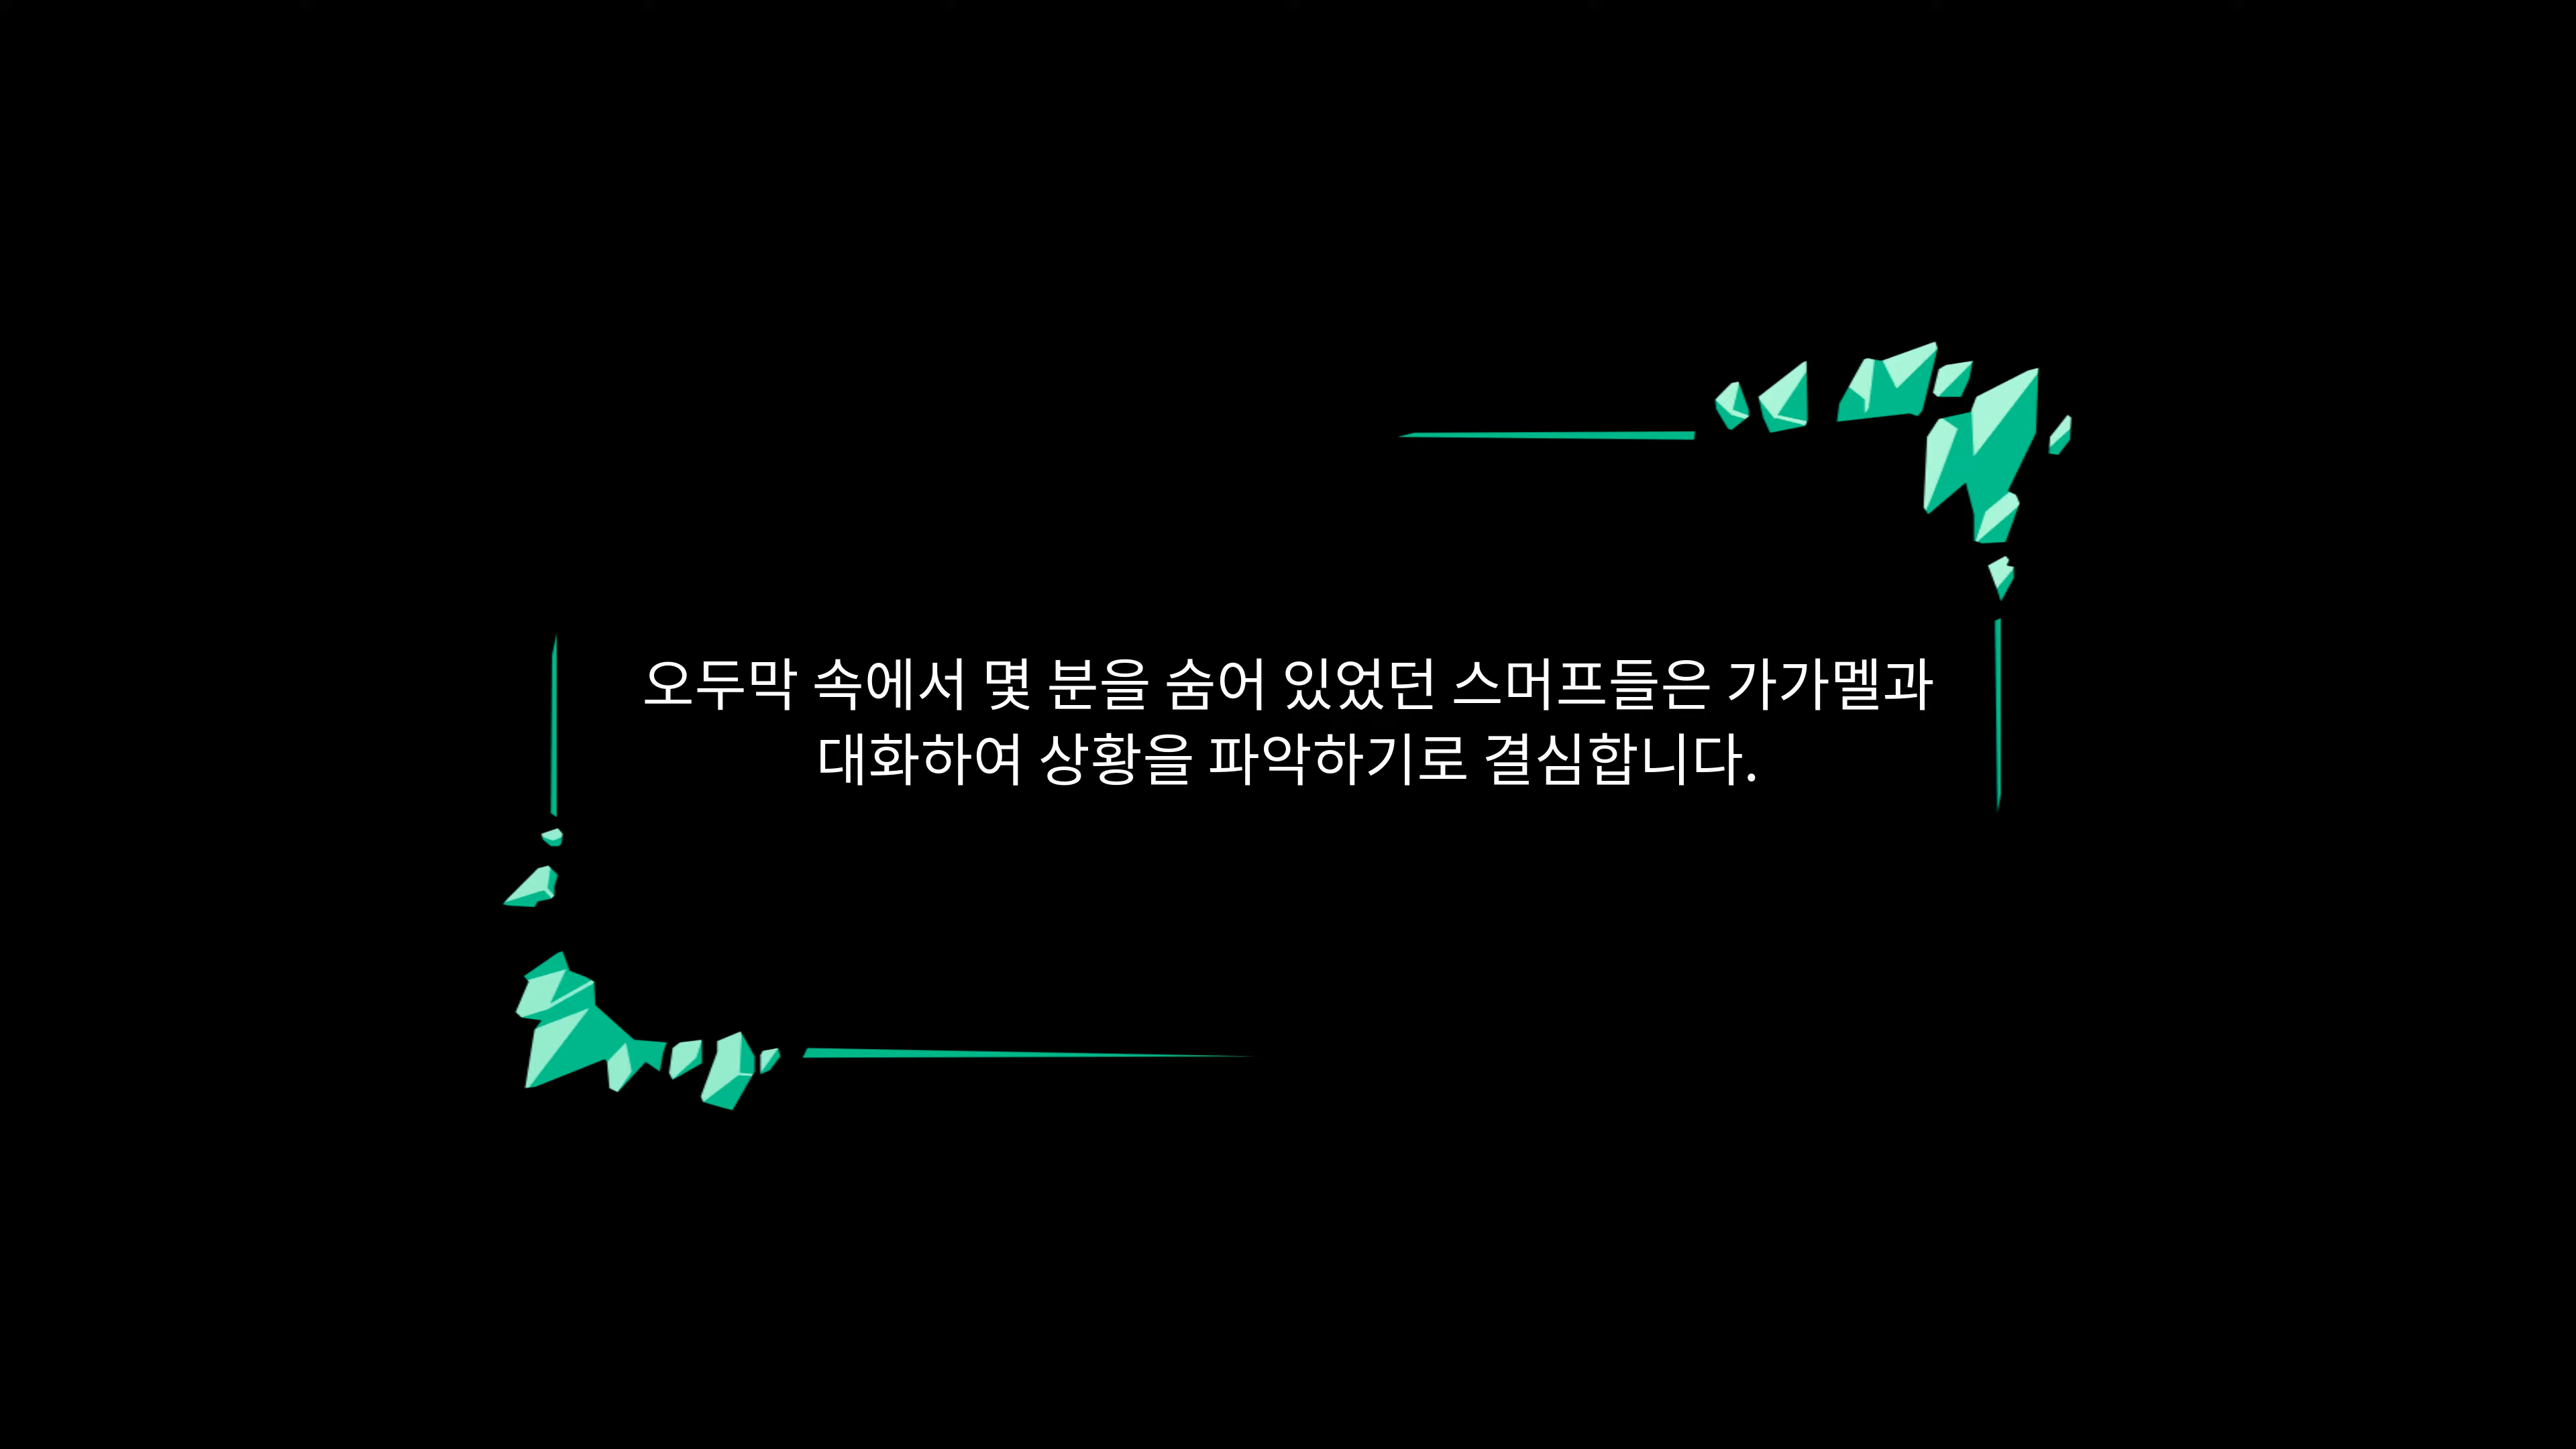 오두막 속에서 몇 분을 숨어 있었던 스머프들은 가가멜과
대화하여 상황을 파악하기로 결심합니다.